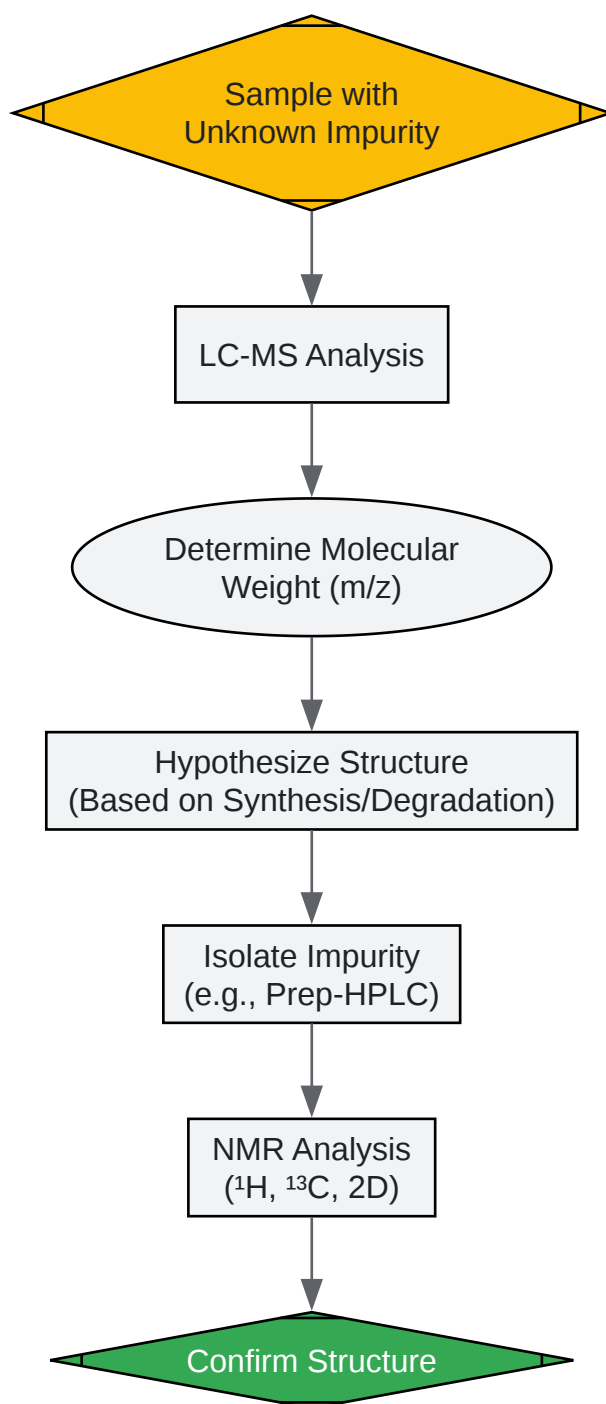 Sample with
Unknown Impurity
LC-MS Analysis
Determine Molecular
Weight (m/z)
Hypothesize Structure
(Based on Synthesis/Degradation)
Isolate Impurity
(e.g., Prep-HPLC)
NMR Analysis
(¹H, ¹³C, 2D)
Confirm Structure